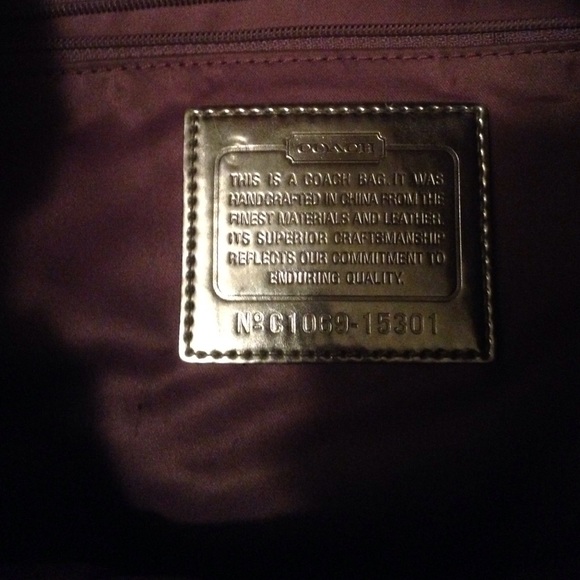 COACH
THIS IS A COACH BAG.IT WAS
HANDCRAFTED IN CHINA FROM THE
FINEST MATERIALS AND LEATHER.
ITS SUPERIOR CRAFTSMANSHIP
REFLECTS OUR COMMITMENT TO
ENDURING QUALITY.
Nº C1069-15301